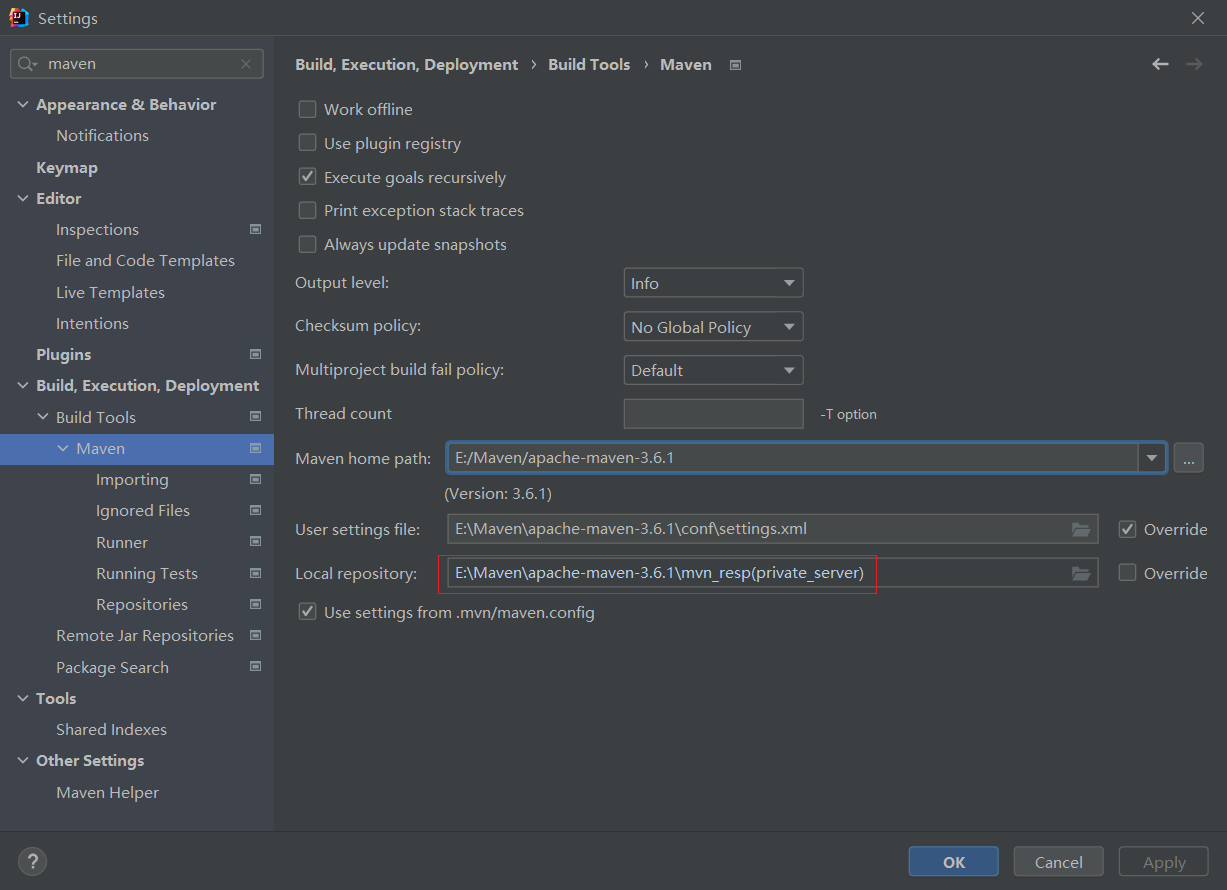 Settings
maven
Appearance & Behavior
Notifications
Keymap
Editor
Inspections
File and Code Templates
Live Templates
Intentions
Plugins
Build, Execution, Deployment
Build Tools
Maven
Importing
Ignored Files
Runner
Running Tests
Repositories
Remote Jar Repositories
Package Search
Tools
Shared Indexes
Other Settings
Maven Helper
Build, Execution, Deployment › Build Tools › Maven
Work offline
Use plugin registry
Execute goals recursively
Print exception stack traces
Always update snapshots
Output level: Info
Checksum policy: No Global Policy
Multiproject build fail policy: Default
Thread count -T option
Maven home path: E:/Maven/apache-maven-3.6.1 ...
(Version: 3.6.1)
User settings file: E:\Maven\apache-maven-3.6.1\conf\settings.xml Override
Local repository: E:\Maven\apache-maven-3.6.1\mvn_resp(private_server) Override
Use settings from .mvn/maven.config
? OK Cancel Apply